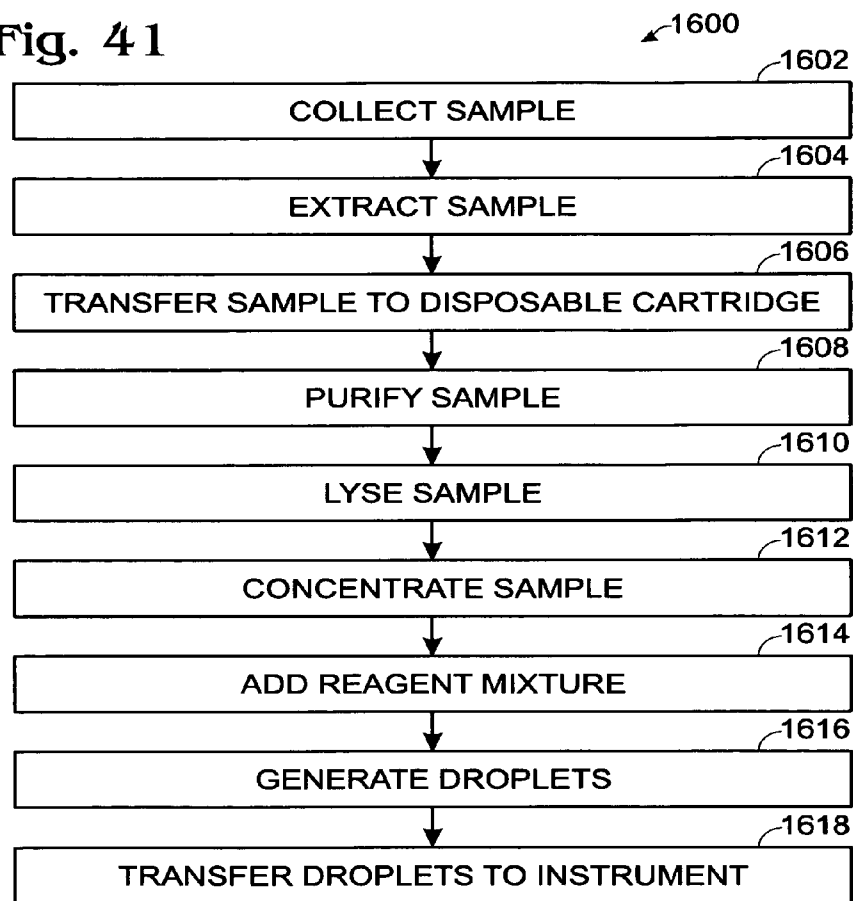 Fig. 41
1600
1602
COLLECT SAMPLE
1604
EXTRACT SAMPLE
1606
TRANSFER SAMPLE TO DISPOSABLE CARTRIDGE
1608
PURIFY SAMPLE
1610
LYSE SAMPLE
1612
CONCENTRATE SAMPLE
1614
ADD REAGENT MIXTURE
1616
GENERATE DROPLETS
1618
TRANSFER DROPLETS TO INSTRUMENT